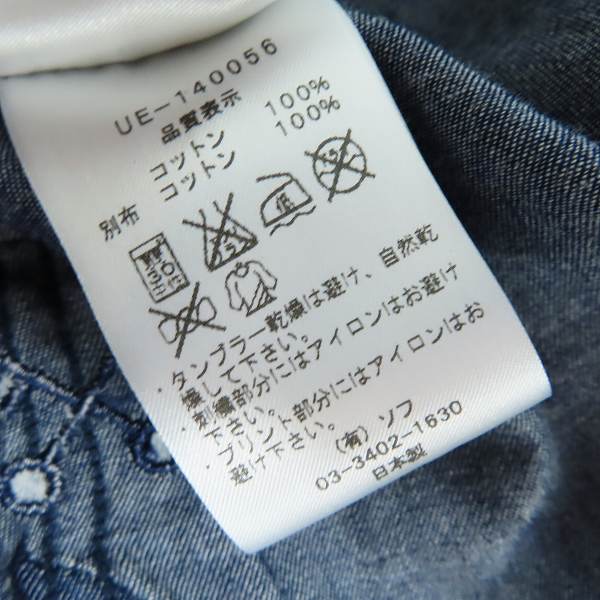 UE-140056
品質表示
コットン 100%
別布 コットン 100%
低
・タンブラー乾燥は避け、自然乾
燥して下さい。
・刺繍部分にはアイロンはお避け
下さい。
・プリント部分にはアイロンはお
避け下さい。
(有) ソフ
03-3402-1630
日本製